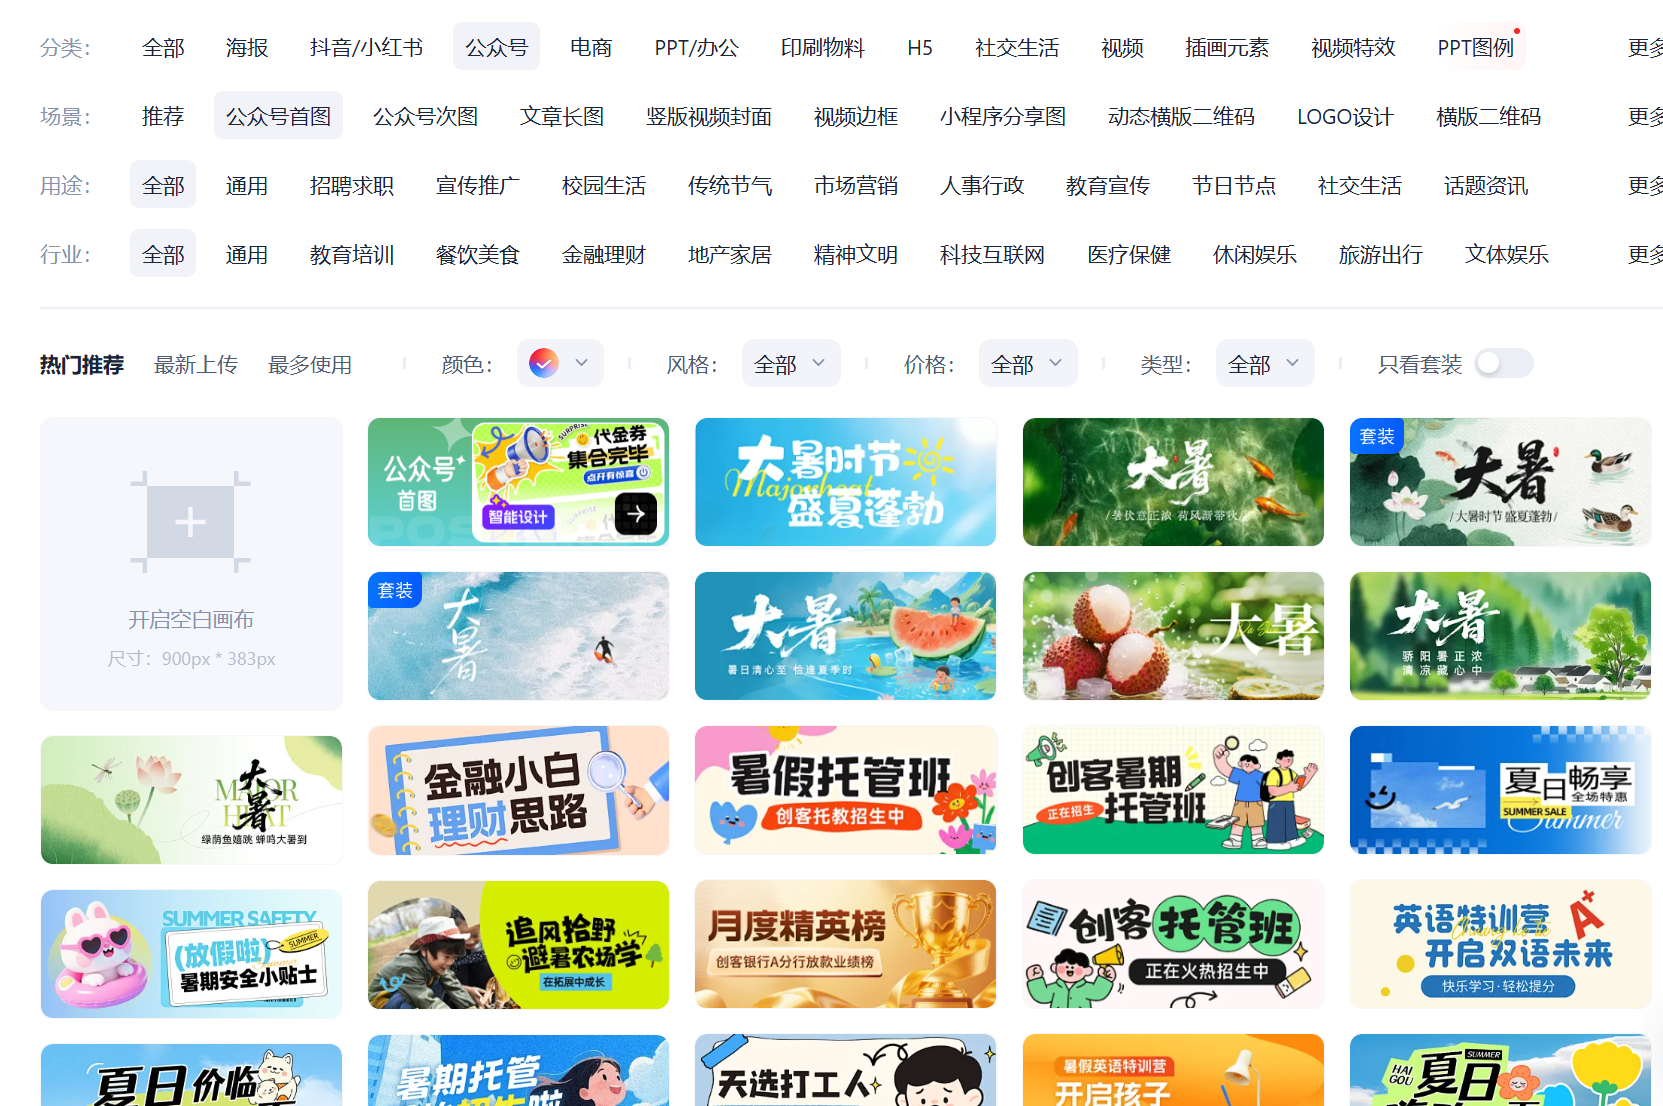 分类： 全部 海报 抖音/小红书 公众号 电商 PPT/办公 印刷物料 H5 社交生活 视频 插画元素 视频特效 PPT图例 更多
场景： 推荐 公众号首图 公众号次图 文章长图 竖版视频封面 视频边框 小程序分享图 动态横版二维码 LOGO设计 横版二维码 更多
用途： 全部 通用 招聘求职 宣传推广 校园生活 传统节气 市场营销 人事行政 教育宣传 节日节点 社交生活 话题资讯 更多
行业： 全部 通用 教育培训 餐饮美食 金融理财 地产家居 精神文明 科技互联网 医疗保健 休闲娱乐 旅游出行 文体娱乐 更多
热门推荐 最新上传 最多使用 颜色： 风格： 全部 价格： 全部 类型： 全部 只看套装
开启空白画布
尺寸：900px * 383px
公众号
首图
SURPRISE
代金券
集合完毕
点开有惊喜
智能设计
大暑时节
Majorheat
盛夏蓬勃
大暑
/暑伏意正浓 荷风渐带秋/
套装
大暑
/大暑时节 盛夏蓬勃/
套装
大暑
大暑
暑日清心至 恰逢夏季时
大暑
大暑
骄阳暑正浓
清凉藏心中
大暑
MAJOR
HEAT
绿荫鱼嬉跳 蝉鸣大暑到
金融小白
理财思路
暑假托管班
创客托教招生中
创客暑期
正在招生
托管班
夏日畅享
全场特惠
SUMMER SALE
Summer
SUMMER SAFETY
(放假啦)
SUMMER
暑期安全小贴士
追风拾野
避暑农场学
在拓展中成长
月度精英榜
创客银行A分行放款业绩榜
创客托管班
正在火热招生中
英语特训营
开启双语未来
快乐学习·轻松提分
夏日价临
暑期托管
天选打工人
暑假英语特训营
开启孩子
SUMMER
HAI
GOU
夏日